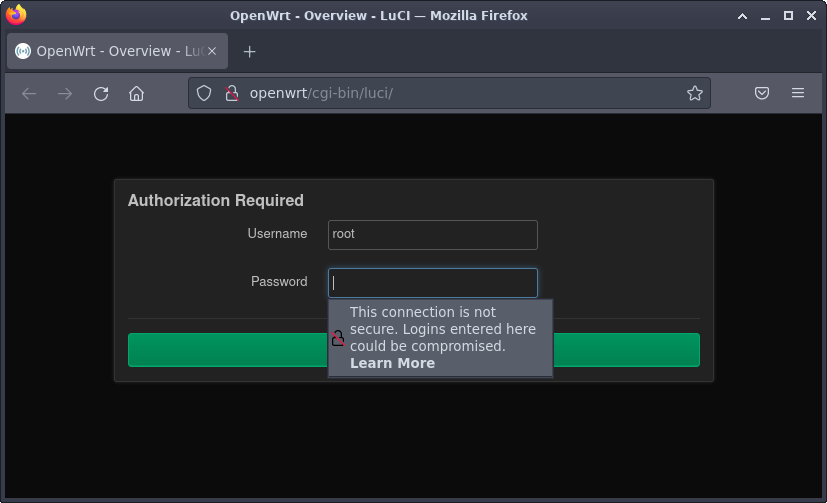 OpenWrt - Overview - LuCI — Mozilla Firefox
OpenWrt - Overview - LuC
openwrt/cgi-bin/luci/
Authorization Required
Username
root
Password
This connection is not
secure. Logins entered here
could be compromised.
Learn More